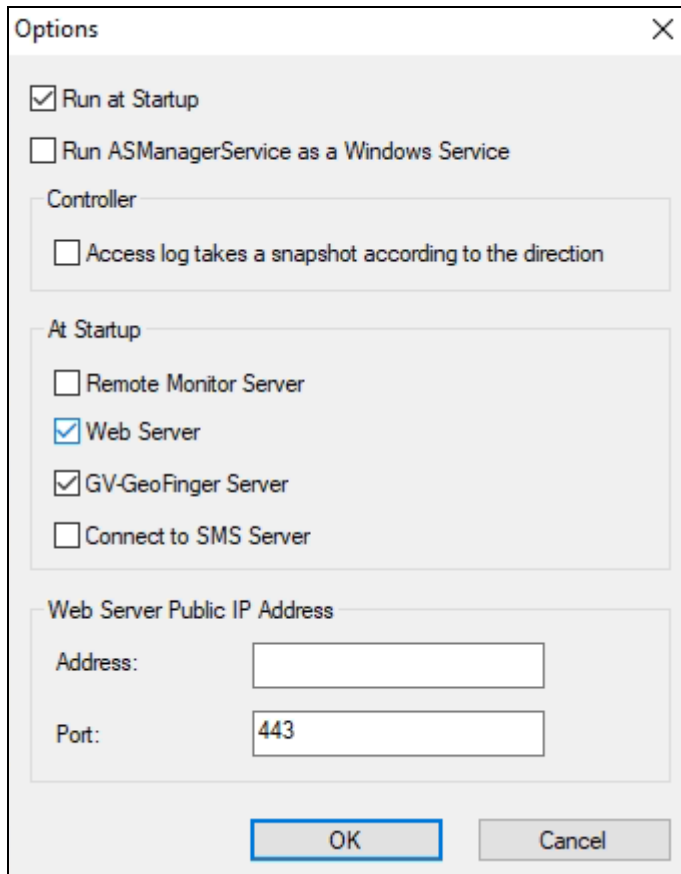 Options
Run at Startup
Run ASManagerService as a Windows Service
Controller
Access log takes a snapshot according to the direction
At Startup
Remote Monitor Server
Web Server
GV-GeoFinger Server
Connect to SMS Server
Web Server Public IP Address
Address:
Port: 443
OK Cancel